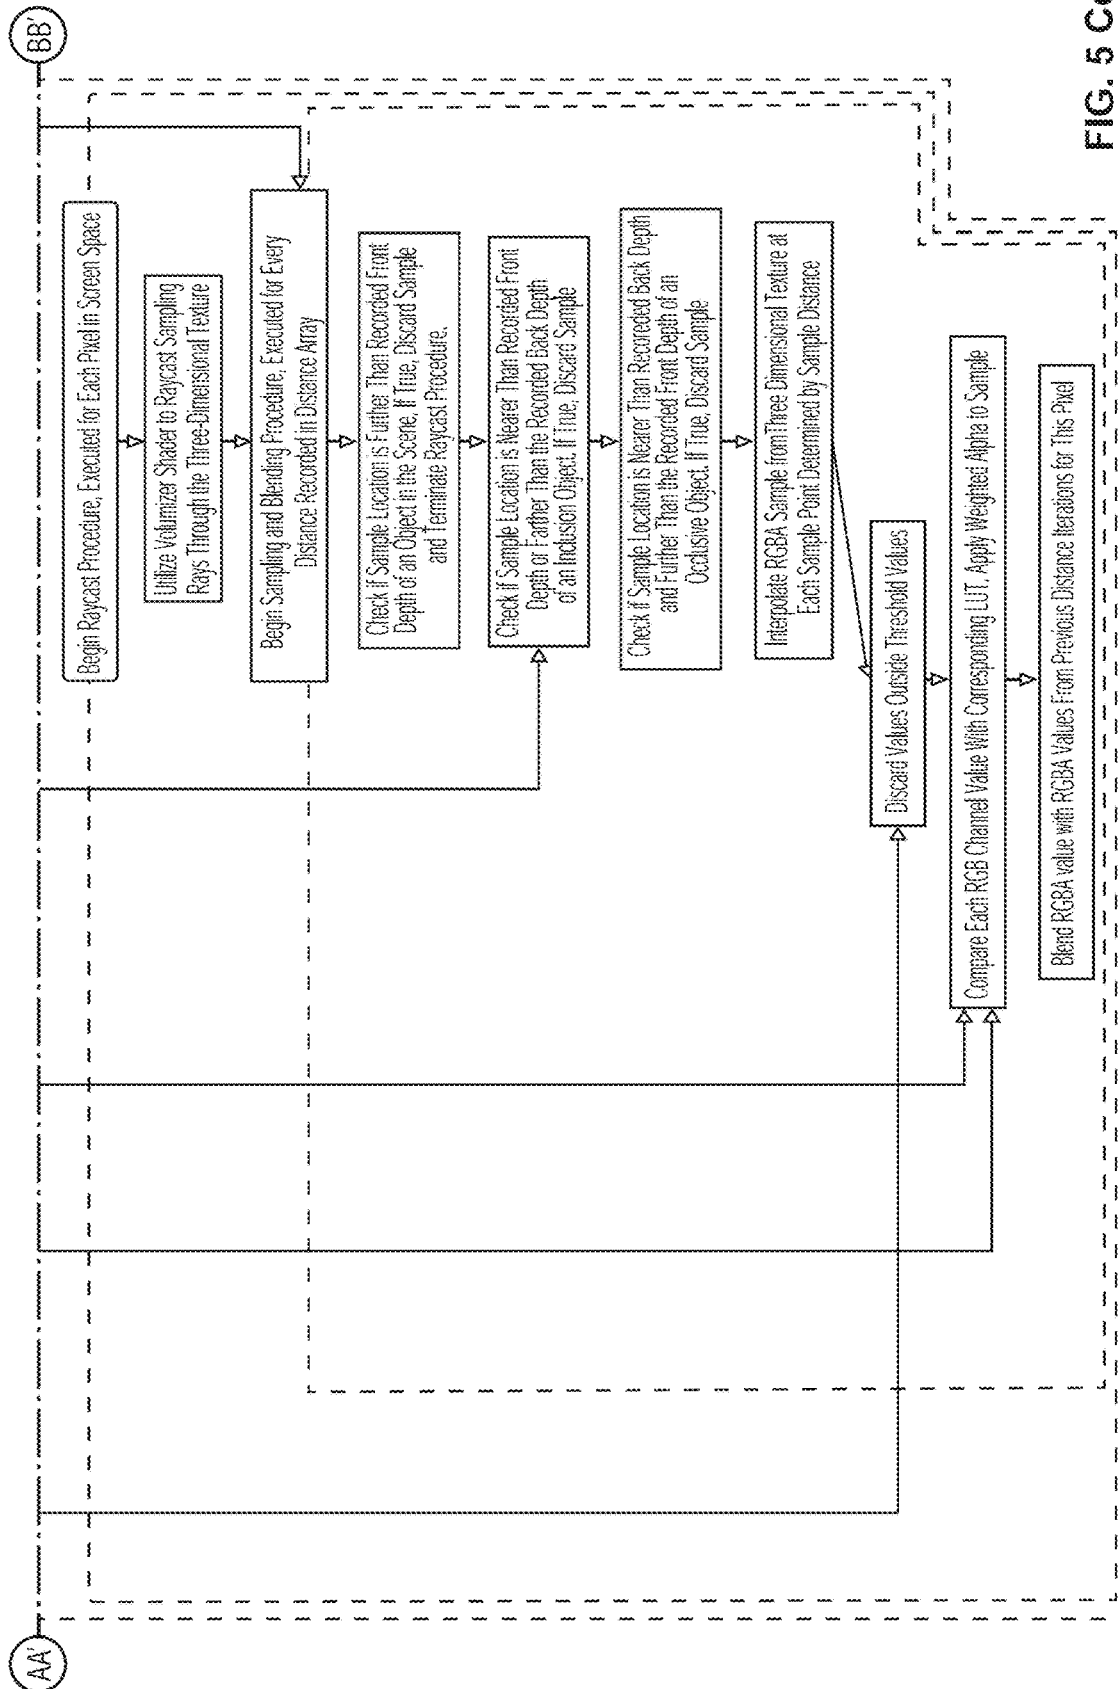 AA'
BB'
Begin Raycast Procedure, Executed for Each Pixel in Screen Space
Utilize Volumizer Shader to Raycast Sampling
Rays Through the Three-Dimensional Texture
Begin Sampling and Blending Procedure, Executed for Every
Distance Recorded in Distance Array
Check if Sample Location is Further Than Recorded Front
Depth of an Object in the Scene, If True, Discard Sample
and Terminate Raycast Procedure.
Check if Sample Location is Nearer Than Recorded Front
Depth or Farther Than the Recorded Back Depth
of an Inclusion Object. If True, Discard Sample
Check if Sample Location is Nearer Than Recoreded Back Depth
and Further Than the Recorded Front Depth of an
Occlusive Object. If True, Discard Sample
Interpolate RGBA Sample from Three Dimensional Texture at
Each Sample Point Determined by Sample Distance
Discard Values Outside Threshold Values
Compare Each RGB Channel Value With Corresponding LUT. Apply Weighted Alpha to Sample
Blend RGBA value with RGBA Values From Previous Distance Iterations for This Pixel
FIG. 5